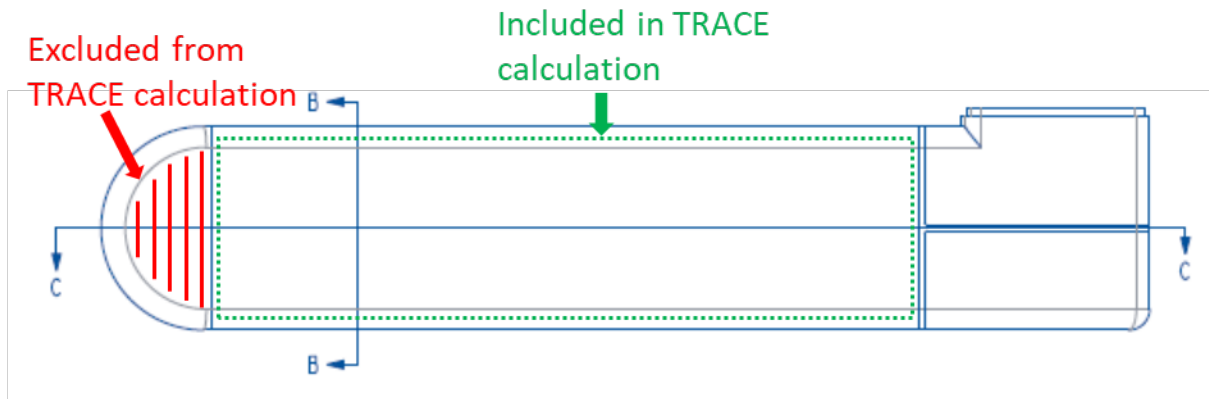 Included in TRACE
calculation
Excluded from
TRACE calculation
B
C
C
B